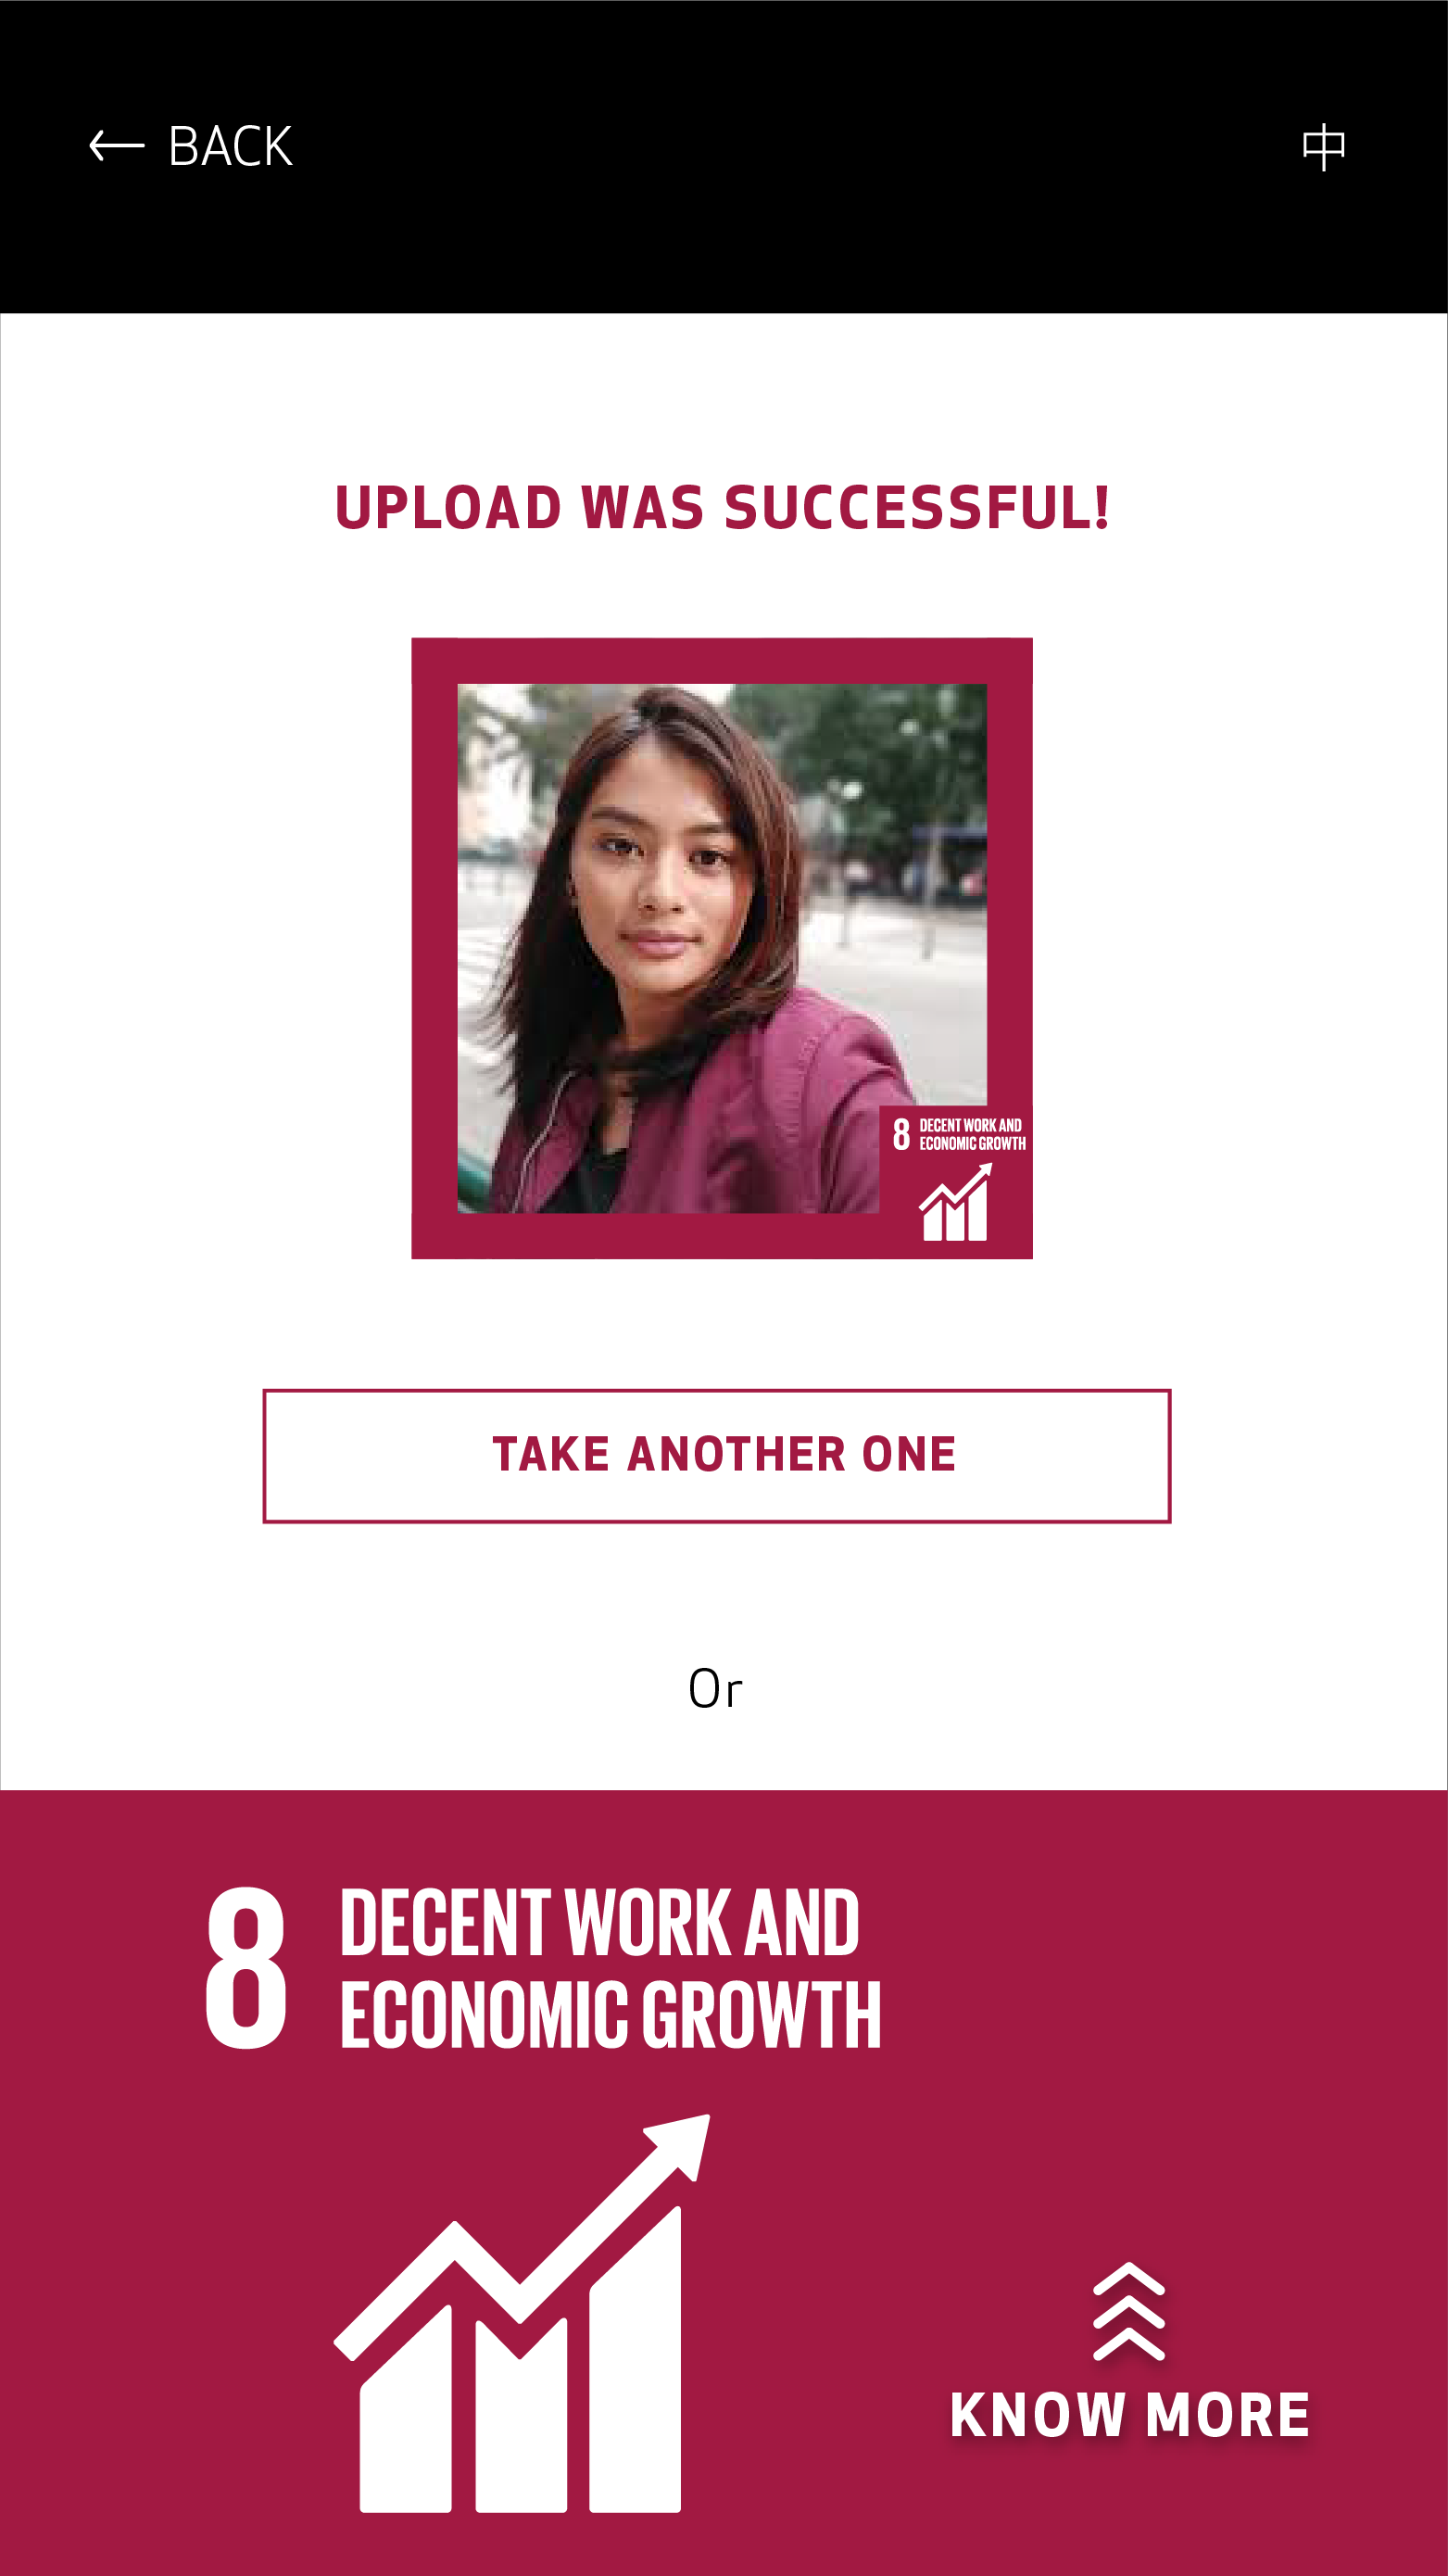 BACK
中
UPLOAD WAS SUCCESSFUL!
8 DECENT WORK AND
ECONOMIC GROWTH
TAKE ANOTHER ONE
Or
8 DECENT WORK AND
ECONOMIC GROWTH
KNOW MORE